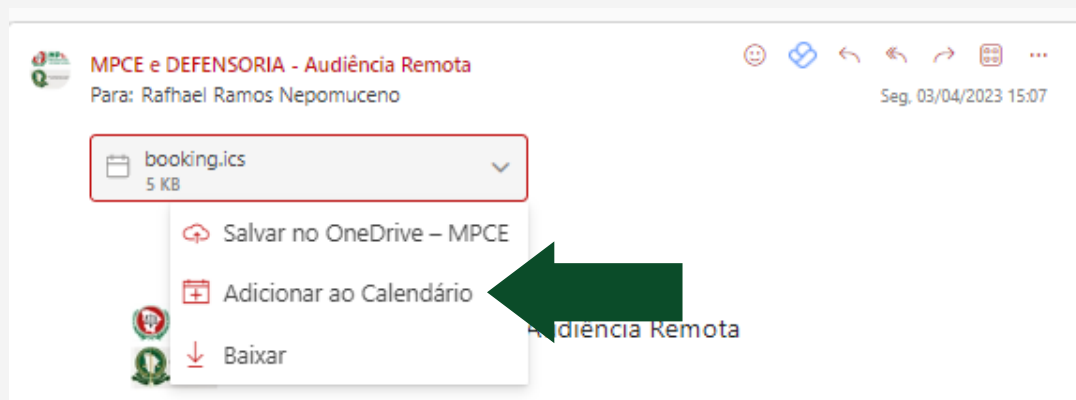 MPCE e DEFENSORIA - Audiência Remota
Para: Rafhael Ramos Nepomuceno
Seg, 03/04/2023 15:07
booking.ics
5 KB
Salvar no OneDrive – MPCE
Adicionar ao Calendário
Audiência Remota
Baixar